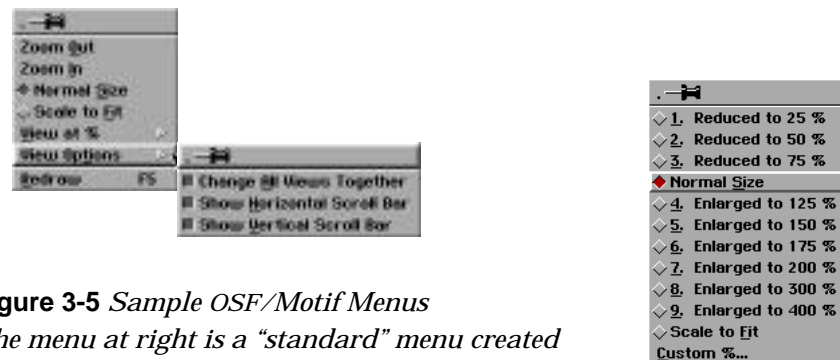 Zoom Out
Zoom In
Normal Size
Scale to Fit
View at %
View Options
Redraw F5
Change All Views Together
Show Horizontal Scroll Bar
Show Vertical Scroll Bar
1. Reduced to 25 %
2. Reduced to 50 %
3. Reduced to 75 %
Normal Size
4. Enlarged to 125 %
5. Enlarged to 150 %
6. Enlarged to 175 %
7. Enlarged to 200 %
8. Enlarged to 300 %
9. Enlarged to 400 %
Scale to Fit
Custom %...
gure 3-5 Sample OSF/Motif Menus
he menu at right is a “standard” menu created